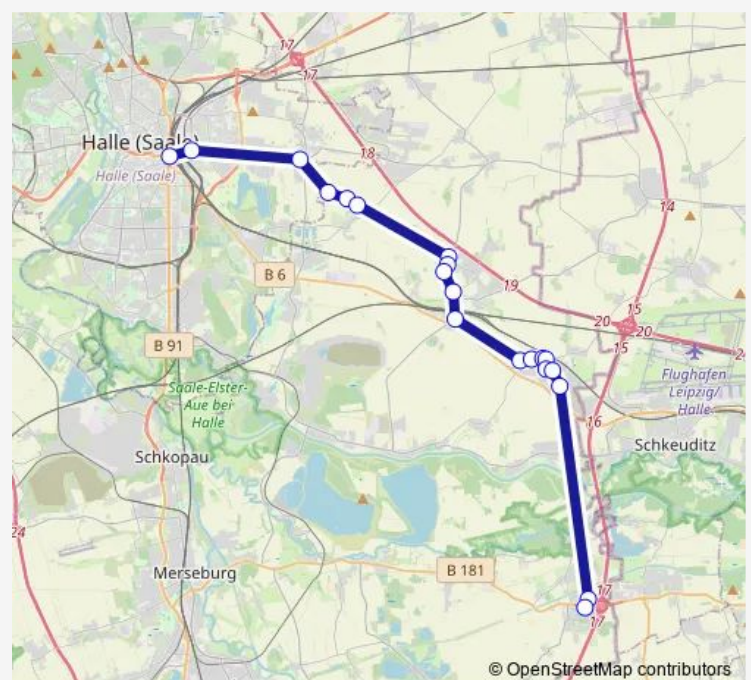 17
17
Halle (Saale)
Halle (Saale)
18
14
B 6
19
15
20
20
2
15
B 91
Flughafen
Leipzig/
Halle
Saale-Elster-
Aue bei
Halle
16
Schkeuditz
Schkopau
24
Merseburg
B 181
17
17
© OpenStreetMap contributors